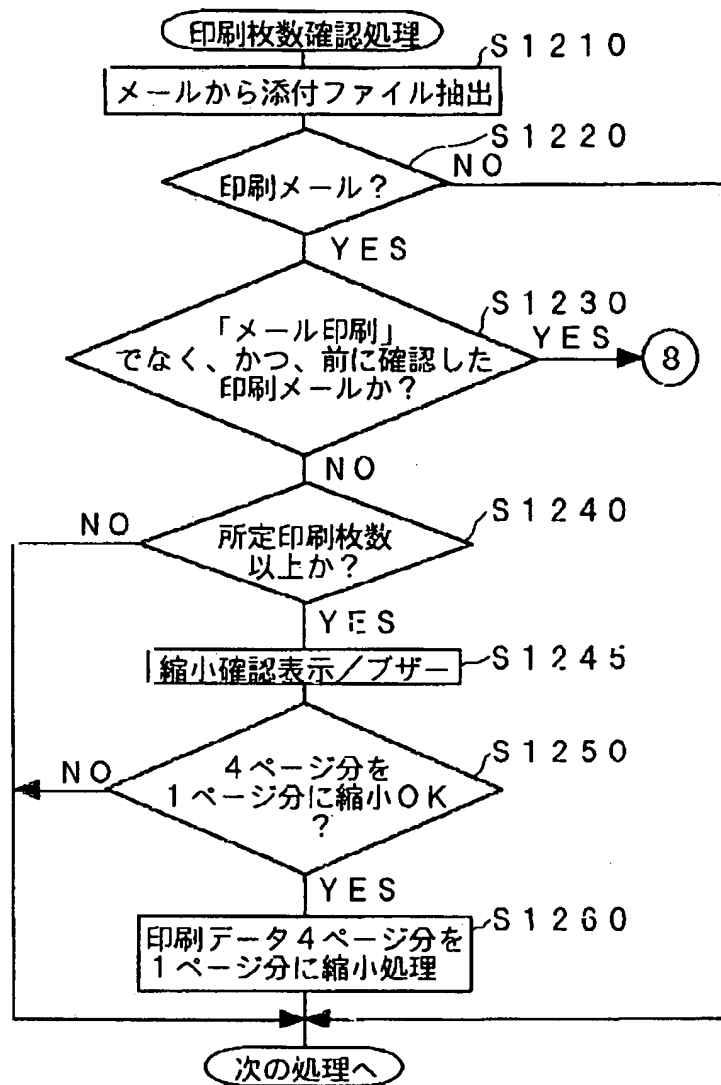 印刷枚数確認処理
S1210
メールから添付ファイル抽出
S1220
印刷メール?
NO
YES
S1230
「メール印刷」
でなく、かつ、前に確認した
印刷メールか?
YES
8
NO
S1240
所定印刷枚数
以上か?
NO
YES
縮小確認表示/ブザー
S1245
S1250
4ページ分を
1ページ分に縮小OK
?
NO
YES
S1260
印刷データ4ページ分を
1ページ分に縮小処理
次の処理へ